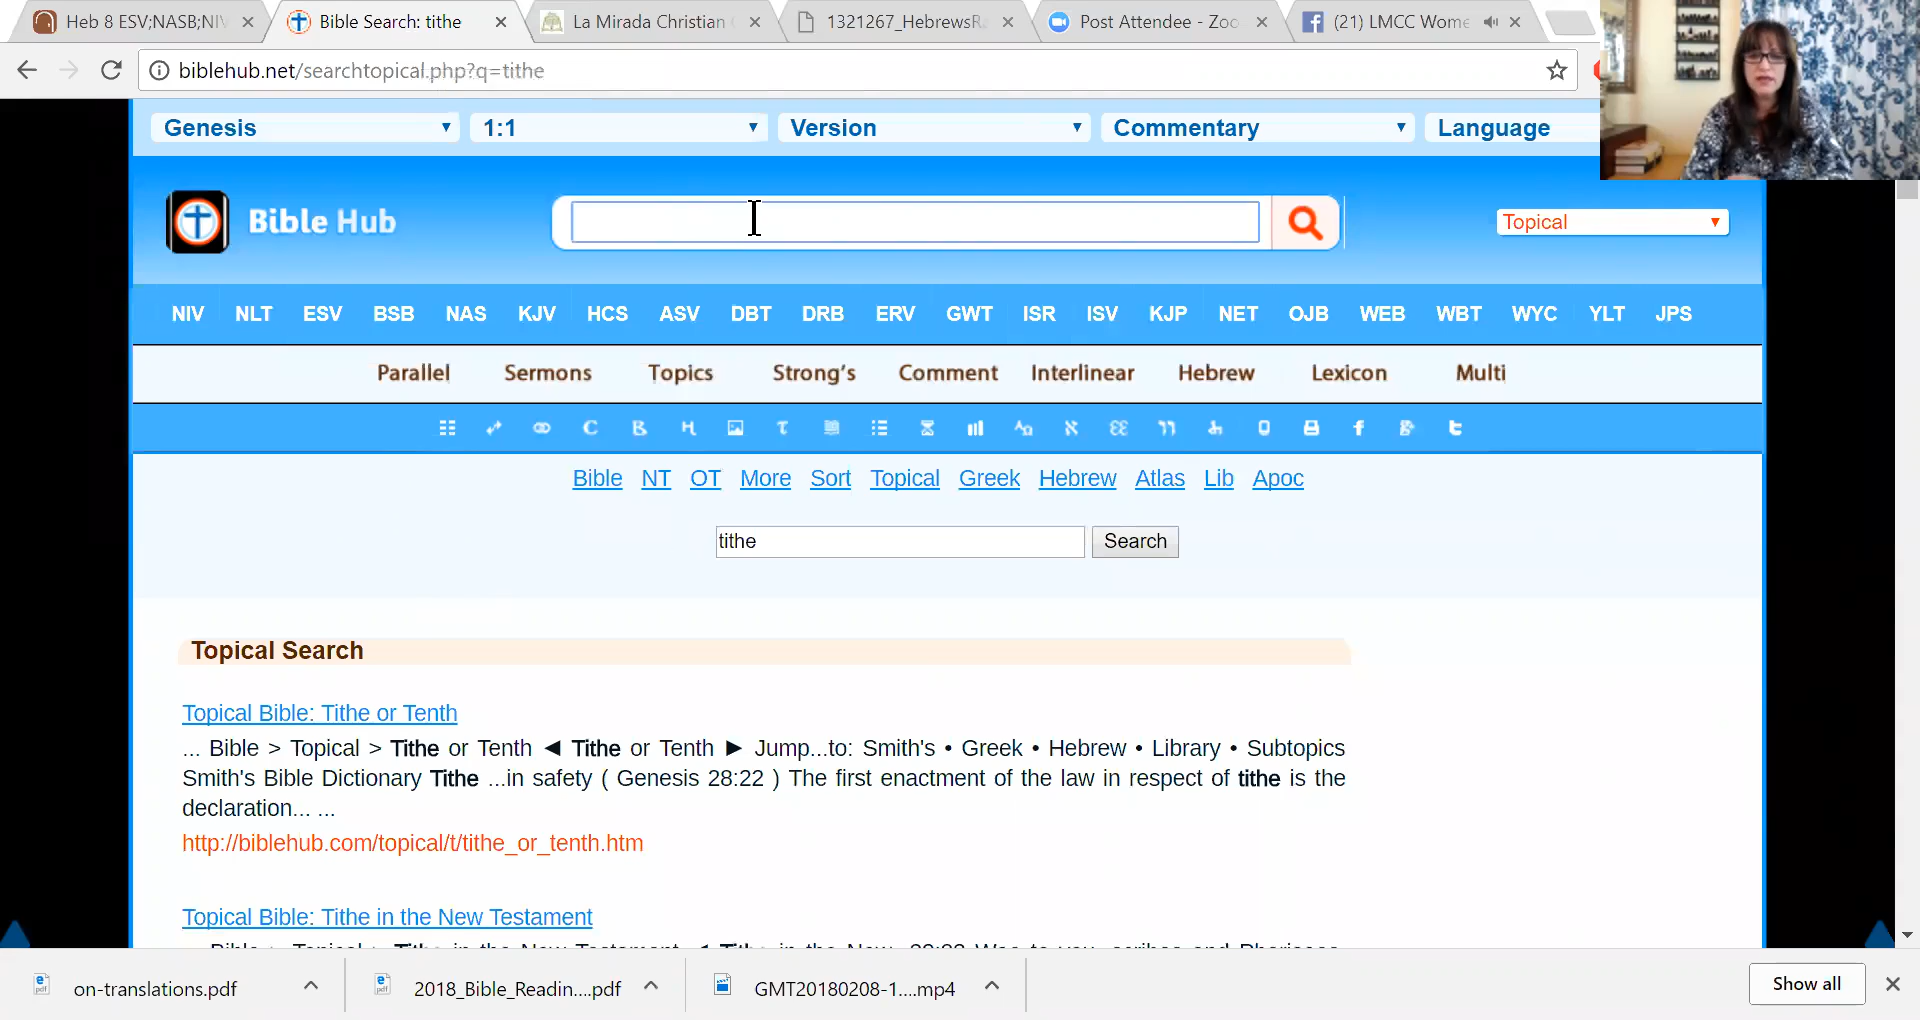 Heb 8 ESV;NASB;NIV
Bible Search: tithe
La Mirada Christian
1321267_HebrewsR
Post Attendee - Zoo
(21) LMCC Wome
biblehub.net/searchtopical.php?q=tithe
Genesis
1:1
Version
Commentary
Language
Bible Hub
Topical
NIV NLT ESV BSB NAS KJV HCS ASV DBT DRB ERV GWT ISR ISV KJP NET OJB WEB WBT WYC YLT JPS
Parallel Sermons Topics Strong's Comment Interlinear Hebrew Lexicon Multi
Bible NT OT More Sort Topical Greek Hebrew Atlas Lib Apoc
tithe
Search
Topical Search
Topical Bible: Tithe or Tenth
... Bible > Topical > Tithe or Tenth ◄ Tithe or Tenth ► Jump...to: Smith's • Greek • Hebrew • Library • Subtopics
Smith's Bible Dictionary Tithe ...in safety ( Genesis 28:22 ) The first enactment of the law in respect of tithe is the
declaration... ...
http://biblehub.com/topical/t/tithe_or_tenth.htm
Topical Bible: Tithe in the New Testament
on-translations.pdf
2018_Bible_Readin....pdf
GMT20180208-1....mp4
Show all